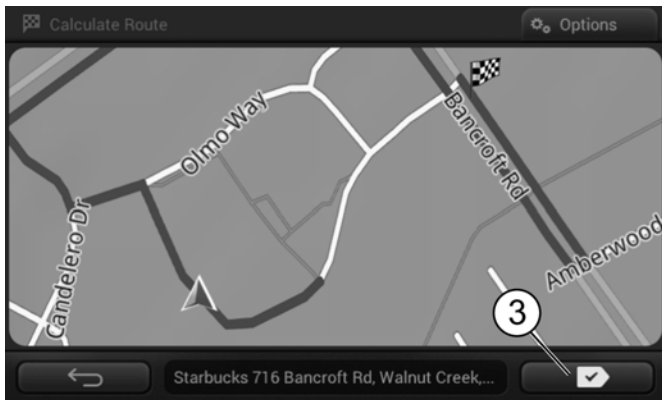 Calculate Route
Options
Olmo Way
Bancroft Rd
Candelero Dr
Amberwood
3
Starbucks 716 Bancroft Rd, Walnut Creek,...